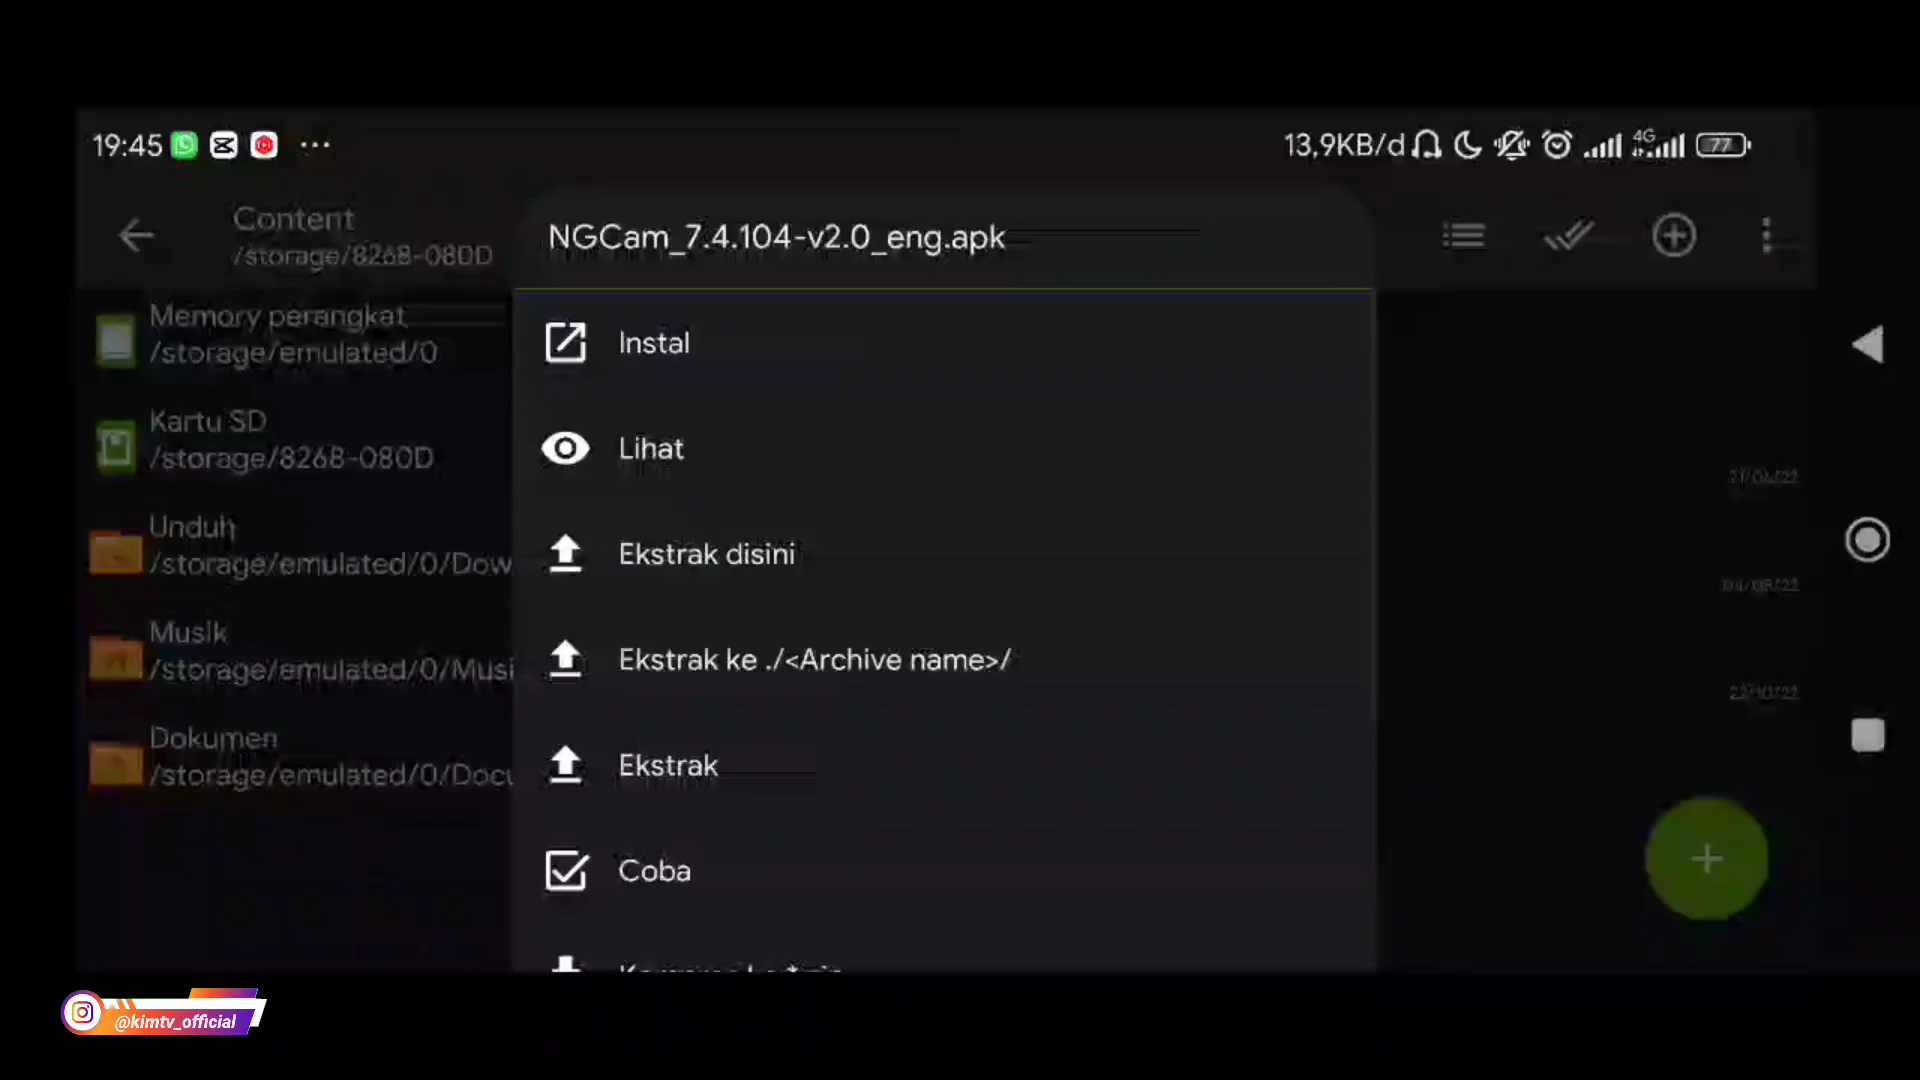 19:45
13,9KB/d
4G
77
Content
/storage/8268-080D
NGCam_7.4.104-v2.0_eng.apk
Memory perangkat
/storage/emulated/0
Kartu SD
/storage/8268-080D
Unduh
/storage/emulated/0/Dow
Musik
/storage/emulated/0/Musi
Dokumen
/storage/emulated/0/Docu
Instal
Lihat
Ekstrak disini
Ekstrak ke ./<Archive name>/
Ekstrak
Coba
@kimtv_official